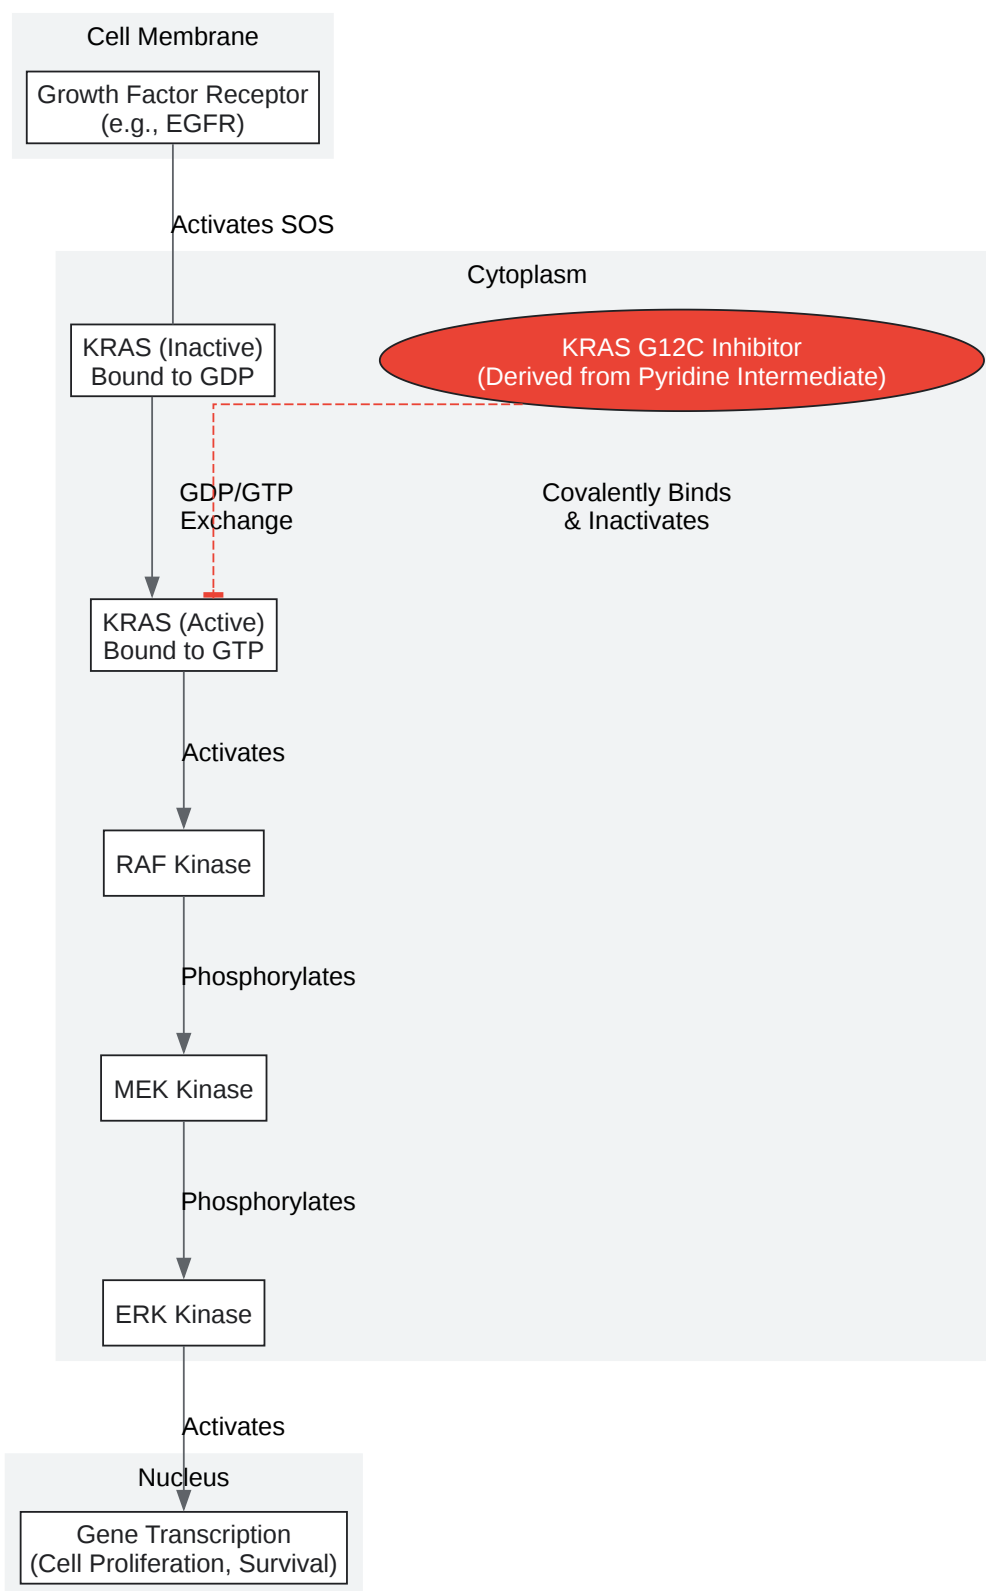 Cell Membrane
Growth Factor Receptor
(e.g., EGFR)
Activates SOS
Cytoplasm
KRAS (Inactive)
Bound to GDP
KRAS G12C Inhibitor
(Derived from Pyridine Intermediate)
GDP/GTP
Exchange
Covalently Binds
& Inactivates
KRAS (Active)
Bound to GTP
Activates
RAF Kinase
Phosphorylates
MEK Kinase
Phosphorylates
ERK Kinase
Activates
Nucleus
Gene Transcription
(Cell Proliferation, Survival)